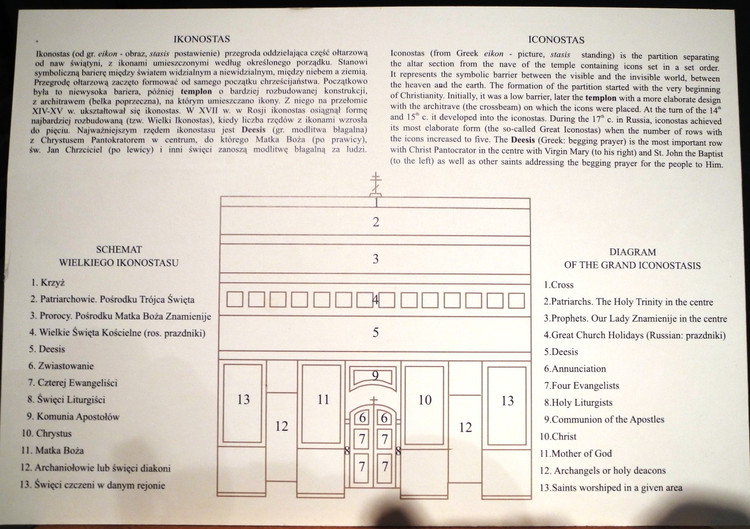 IKONOSTAS
Ikonostas (od gr. eikon - obraz, stasis postawienie) przegroda oddzielająca część ołtarzową
od naw świątyni, z ikonami umieszczonymi według określonego porządku. Stanowi
symboliczną barierę między światem widzialnym a niewidzialnym, między niebem a ziemią.
Przegrodę ołtarzową zaczęto formować od samego początku chrześcijaństwa. Początkowo
była to niewysoka bariera, później templon o bardziej rozbudowanej konstrukcji,
z architrawem (belka poprzeczna), na którym umieszczano ikony. Z niego na przełomie
XIV-XV w. ukształtował się ikonostas. W XVII w. w Rosji ikonostas osiągnął formę
najbardziej rozbudowaną (tzw. Wielki Ikonostas), kiedy liczba rzędów z ikonami wzrosła
do pięciu. Najważniejszym rzędem ikonostasu jest Deesis (gr. modlitwa błagalna)
z Chrystusem Pantokratorem w centrum, do którego Matka Boża (po prawicy),
św. Jan Chrzciciel (po lewicy) i inni święci zanoszą modlitwę błagalną za ludzi.
ICONOSTAS
Iconostas (from Greek eikon - picture, stasis standing) is the partition separating
the altar section from the nave of the temple containing icons set in a set order.
It represents the symbolic barrier between the visible and the invisible world, between
the heaven and the earth. The formation of the partition started with the very beginning
of Christianity. Initially, it was a low barrier, later the templon with a more elaborate design
with the architrave (the crossbeam) on which the icons were placed. At the turn of the 14th
and 15th c. it developed into the iconostas. During the 17th c. in Russia, iconostas achieved
its most elaborate form (the so-called Great Iconostas) when the number of rows with
the icons increased to five. The Deesis (Greek: begging prayer) is the most important row
with Christ Pantocrator in the centre with Virgin Mary (to his right) and St. John the Baptist
(to the left) as well as other saints addressing the begging prayer for the people to Him.
SCHEMAT
WIELKIEGO IKONOSTASU
1. Krzyż
2. Patriarchowie. Pośrodku Trójca Święta
3. Prorocy. Pośrodku Matka Boża Znamienije
4. Wielkie Święta Kościelne (ros. prazdniki)
5. Deesis
6. Zwiastowanie
7. Czterej Ewangeliści
8. Święci Liturgiści
9. Komunia Apostołów
10. Chrystus
11. Matka Boża
12. Archaniołowie lub święci diakoni
13. Święci czczeni w danym rejonie
1
2
3
4
5
9
13
12
11
6 6
7 7
8 8
7 7
10
12
13
DIAGRAM
OF THE GRAND ICONOSTASIS
1.Cross
2.Patriarchs. The Holy Trinity in the centre
3.Prophets. Our Lady Znamienije in the centre
4.Great Church Holidays (Russian: prazdniki)
5.Deesis
6.Annunciation
7.Four Evangelists
8.Holy Liturgists
9.Communion of the Apostles
10.Christ
11.Mother of God
12. Archangels or holy deacons
13.Saints worshiped in a given area